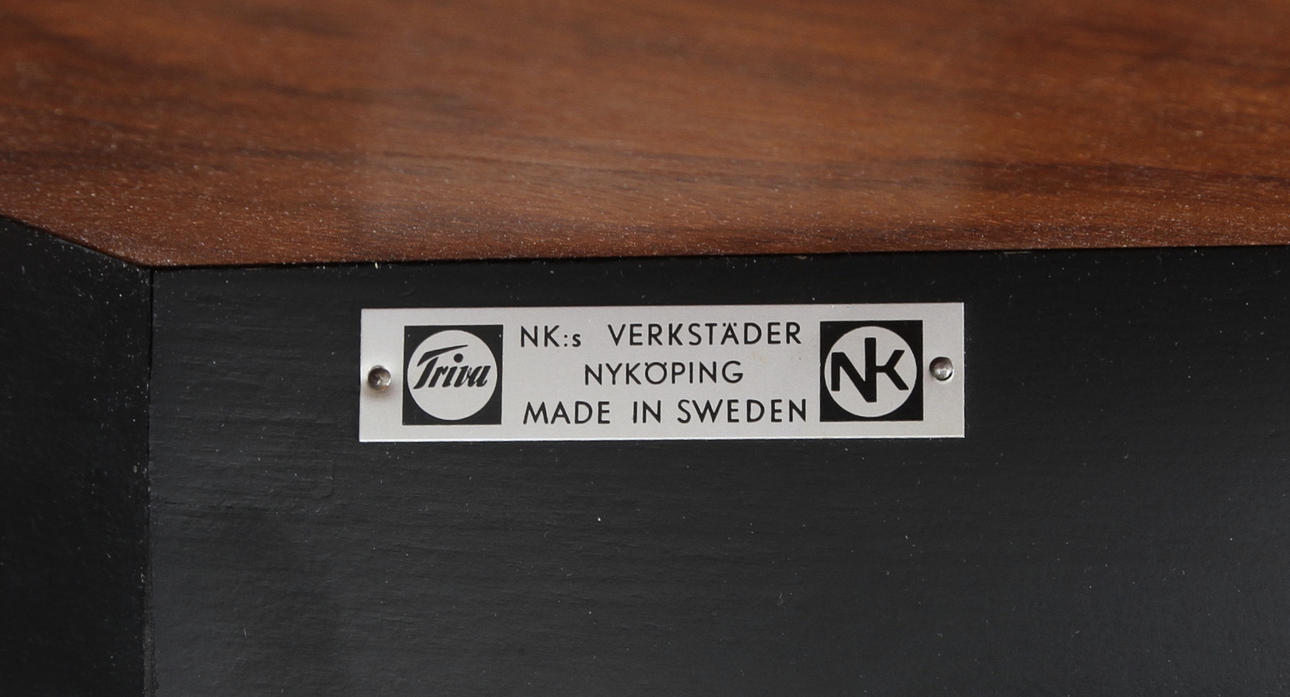 Triva
NK:s VERKSTÄDER
NYKÖPING
MADE IN SWEDEN
NK